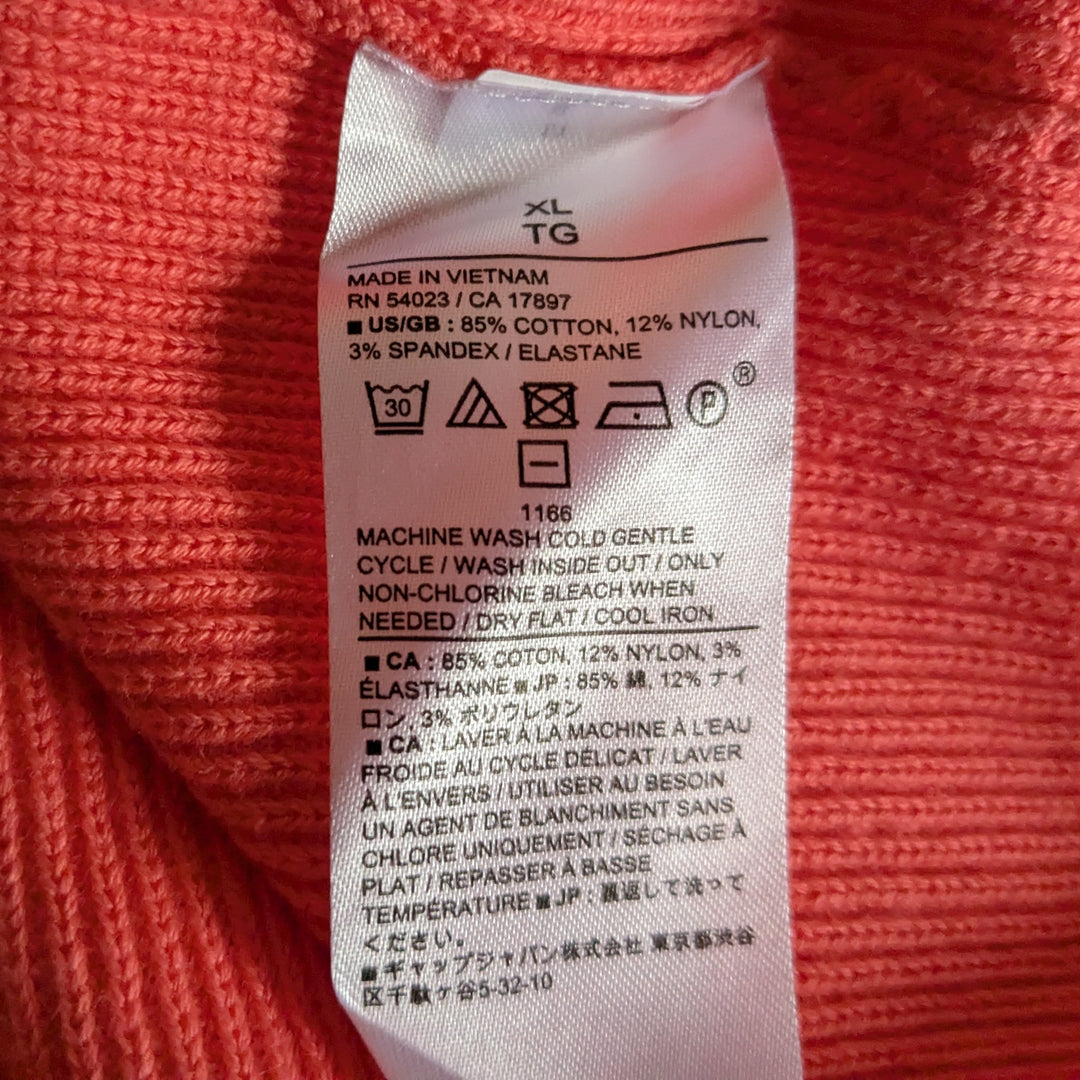 XL
TG
MADE IN VIETNAM
RN 54023 / CA 17897
■ US/GB : 85% COTTON, 12% NYLON,
3% SPANDEX / ELASTANE
30
P ®
1166
MACHINE WASH COLD GENTLE
CYCLE / WASH INSIDE OUT / ONLY
NON-CHLORINE BLEACH WHEN
NEEDED / DRY FLAT / COOL IRON
■ CA : 85% COTON, 12% NYLON, 3%
ÉLASTHANNE ■ JP : 85% 綿, 12% ナイ
ロン, 3% ポリウレタン
■ CA : LAVER À LA MACHINE À L'EAU
FROIDE AU CYCLE DÉLICAT / LAVER
À L'ENVERS / UTILISER AU BESOIN
UN AGENT DE BLANCHIMENT SANS
CHLORE UNIQUEMENT / SÉCHAGE À
PLAT / REPASSER À BASSE
TEMPÉRATURE ■ JP : 裏返して洗って
ください。
■ ギャップジャパン株式会社 東京都渋谷
区千駄ヶ谷5-32-10